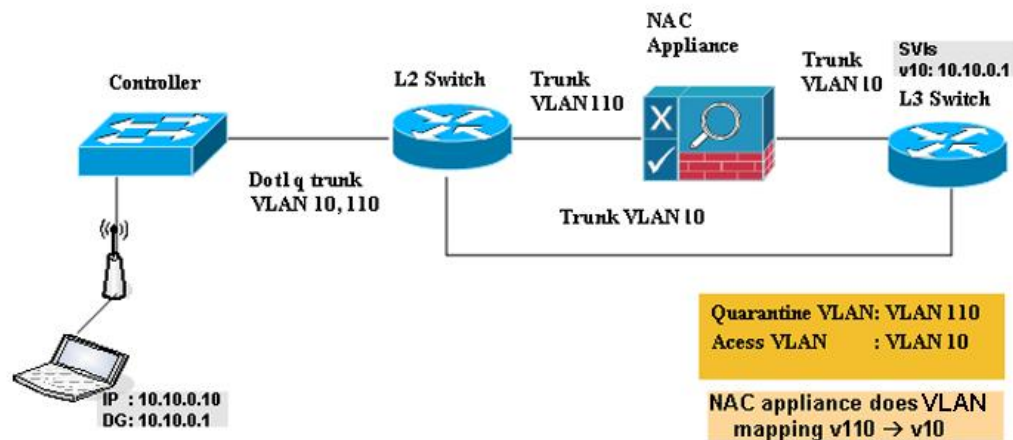 NAC
Appliance
SVIs
v10: 10.10.0.1
Controller
L2 Switch
Trunk
VLAN 110
Trunk
VLAN 10
L3 Switch
X
Dot1q trunk
VLAN 10, 110
Trunk VLAN 10
Quarantine VLAN: VLAN 110
Acess VLAN : VLAN 10
IP : 10.10.0.10
DG: 10.10.0.1
NAC appliance does VLAN
mapping v110 → v10